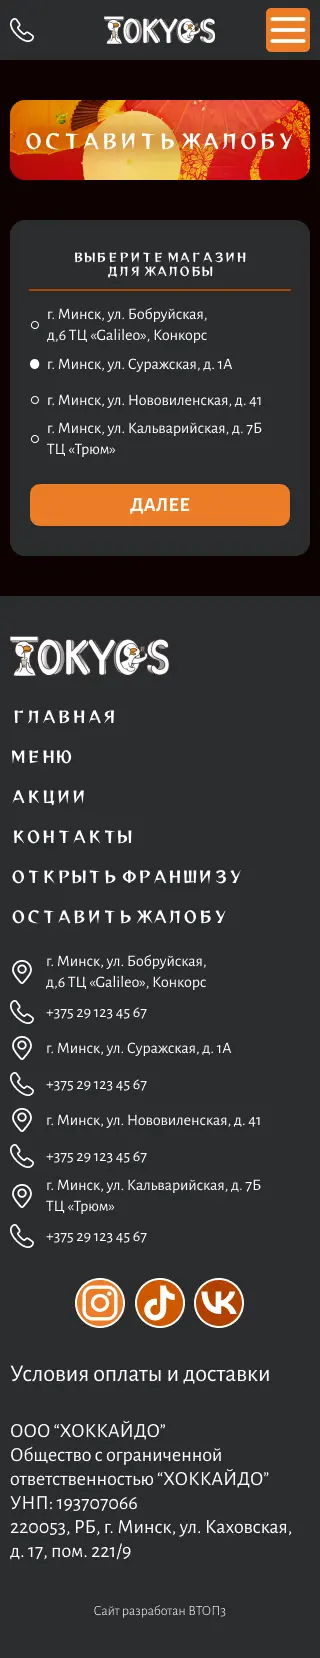 TOKYOS
ОСТАВИТЬ ЖАЛОБУ
ВЫБЕРИТЕ МАГАЗИН
ДЛЯ ЖАЛОБЫ
г. Минск, ул. Бобруйская,
д,6 ТЦ «Galileo», Конкорс
г. Минск, ул. Суражская, д. 1А
г. Минск, ул. Нововиленская, д. 41
г. Минск, ул. Кальварийская, д. 7Б
ТЦ «Трюм»
ДАЛЕЕ
TOKYOS
ГЛАВНАЯ
МЕНЮ
АКЦИИ
КОНТАКТЫ
ОТКРЫТЬ ФРАНШИЗУ
ОСТАВИТЬ ЖАЛОБУ
г. Минск, ул. Бобруйская,
д,6 ТЦ «Galileo», Конкорс
+375 29 123 45 67
г. Минск, ул. Суражская, д. 1А
+375 29 123 45 67
г. Минск, ул. Нововиленская, д. 41
+375 29 123 45 67
г. Минск, ул. Кальварийская, д. 7Б
ТЦ «Трюм»
+375 29 123 45 67
Условия оплаты и доставки
ООО “ХОККАЙДО”
Общество с ограниченной
ответственностью “ХОККАЙДО”
УНП: 193707066
220053, РБ, г. Минск, ул. Каховская,
д. 17, пом. 221/9
Сайт разработан ВТОП3